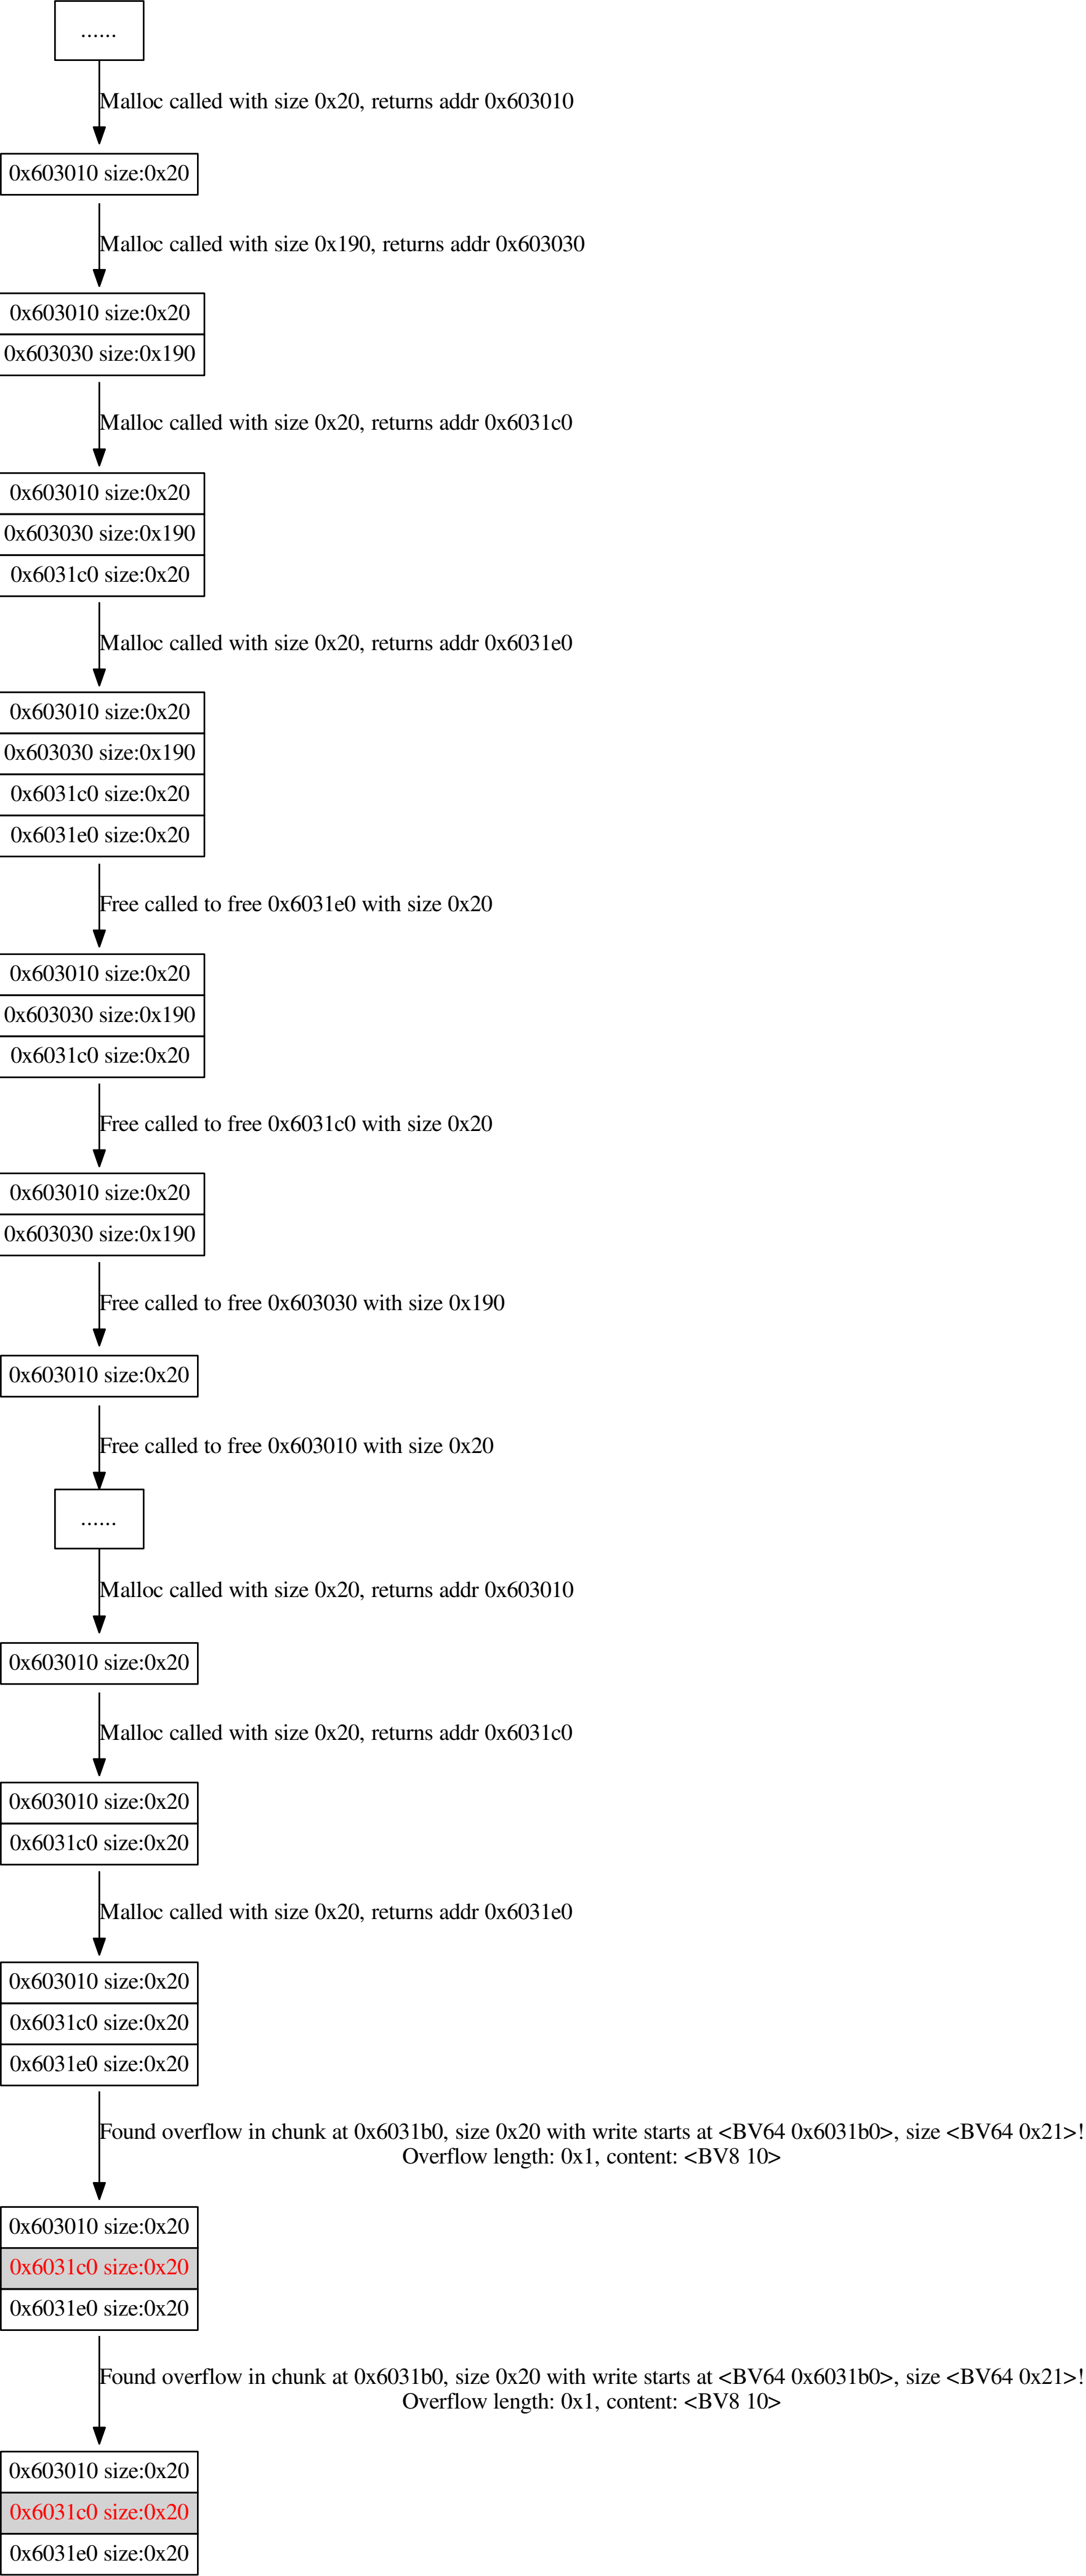 ......
Malloc called with size 0x20, returns addr 0x603010
0x603010 size:0x20
Malloc called with size 0x190, returns addr 0x603030
0x603010 size:0x20
0x603030 size:0x190
Malloc called with size 0x20, returns addr 0x6031c0
0x603010 size:0x20
0x603030 size:0x190
0x6031c0 size:0x20
Malloc called with size 0x20, returns addr 0x6031e0
0x603010 size:0x20
0x603030 size:0x190
0x6031c0 size:0x20
0x6031e0 size:0x20
Free called to free 0x6031e0 with size 0x20
0x603010 size:0x20
0x603030 size:0x190
0x6031c0 size:0x20
Free called to free 0x6031c0 with size 0x20
0x603010 size:0x20
0x603030 size:0x190
Free called to free 0x603030 with size 0x190
0x603010 size:0x20
Free called to free 0x603010 with size 0x20
......
Malloc called with size 0x20, returns addr 0x603010
0x603010 size:0x20
Malloc called with size 0x20, returns addr 0x6031c0
0x603010 size:0x20
0x6031c0 size:0x20
Malloc called with size 0x20, returns addr 0x6031e0
0x603010 size:0x20
0x6031c0 size:0x20
0x6031e0 size:0x20
Found overflow in chunk at 0x6031b0, size 0x20 with write starts at <BV64 0x6031b0>, size <BV64 0x21>!
Overflow length: 0x1, content: <BV8 10>
0x603010 size:0x20
0x6031c0 size:0x20
0x6031e0 size:0x20
Found overflow in chunk at 0x6031b0, size 0x20 with write starts at <BV64 0x6031b0>, size <BV64 0x21>!
Overflow length: 0x1, content: <BV8 10>
0x603010 size:0x20
0x6031c0 size:0x20
0x6031e0 size:0x20